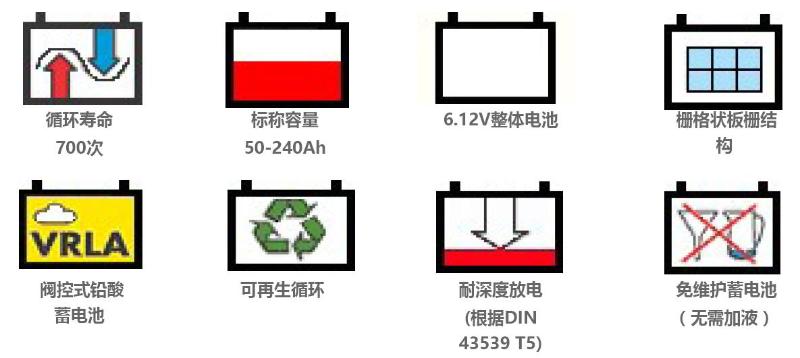 循环寿命
700次
标称容量
50-240Ah
6.12V整体电池
栅格状板栅结
构
VRLA
阀控式铅酸
蓄电池
可再生循环
耐深度放电
(根据DIN
43539 T5)
免维护蓄电池
（无需加液）